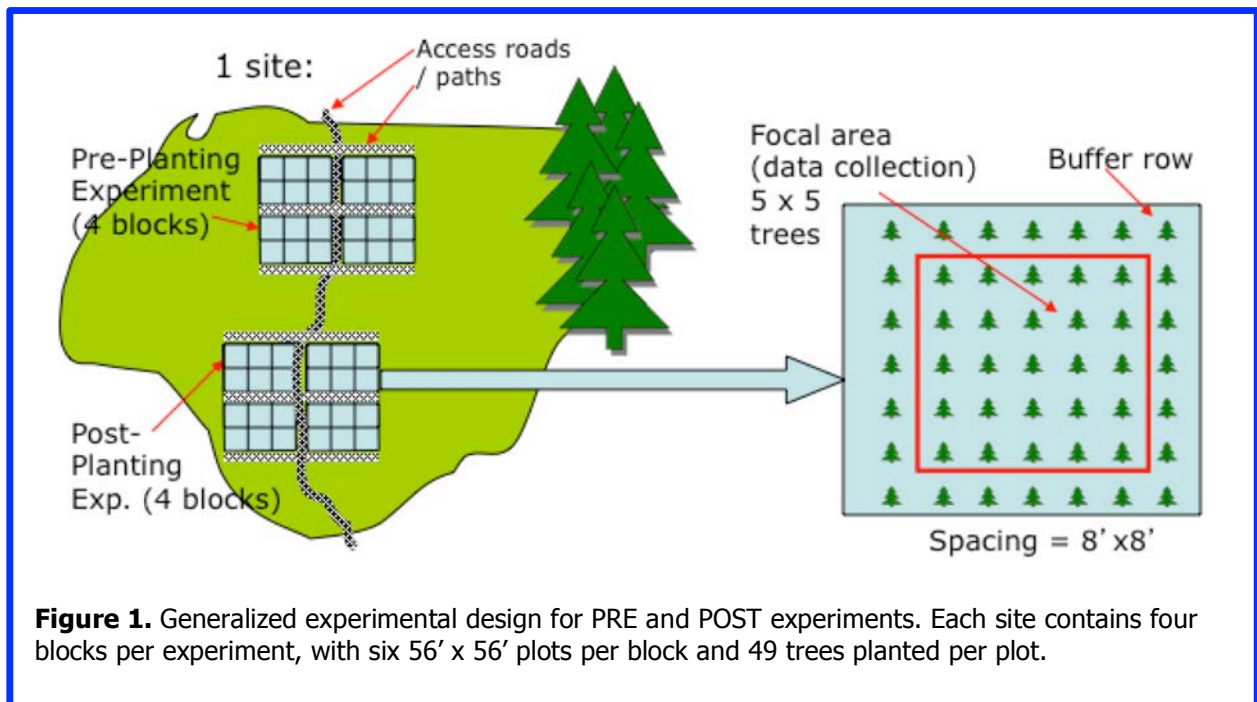 1 site:
Access roads
/ paths
Pre-Planting
Experiment
(4 blocks)
Post-
Planting
Exp. (4 blocks)
Focal area
(data collection)
5 x 5
trees
Buffer row
Spacing = 8’ x8’
Figure 1. Generalized experimental design for PRE and POST experiments. Each site contains four
blocks per experiment, with six 56’ x 56’ plots per block and 49 trees planted per plot.